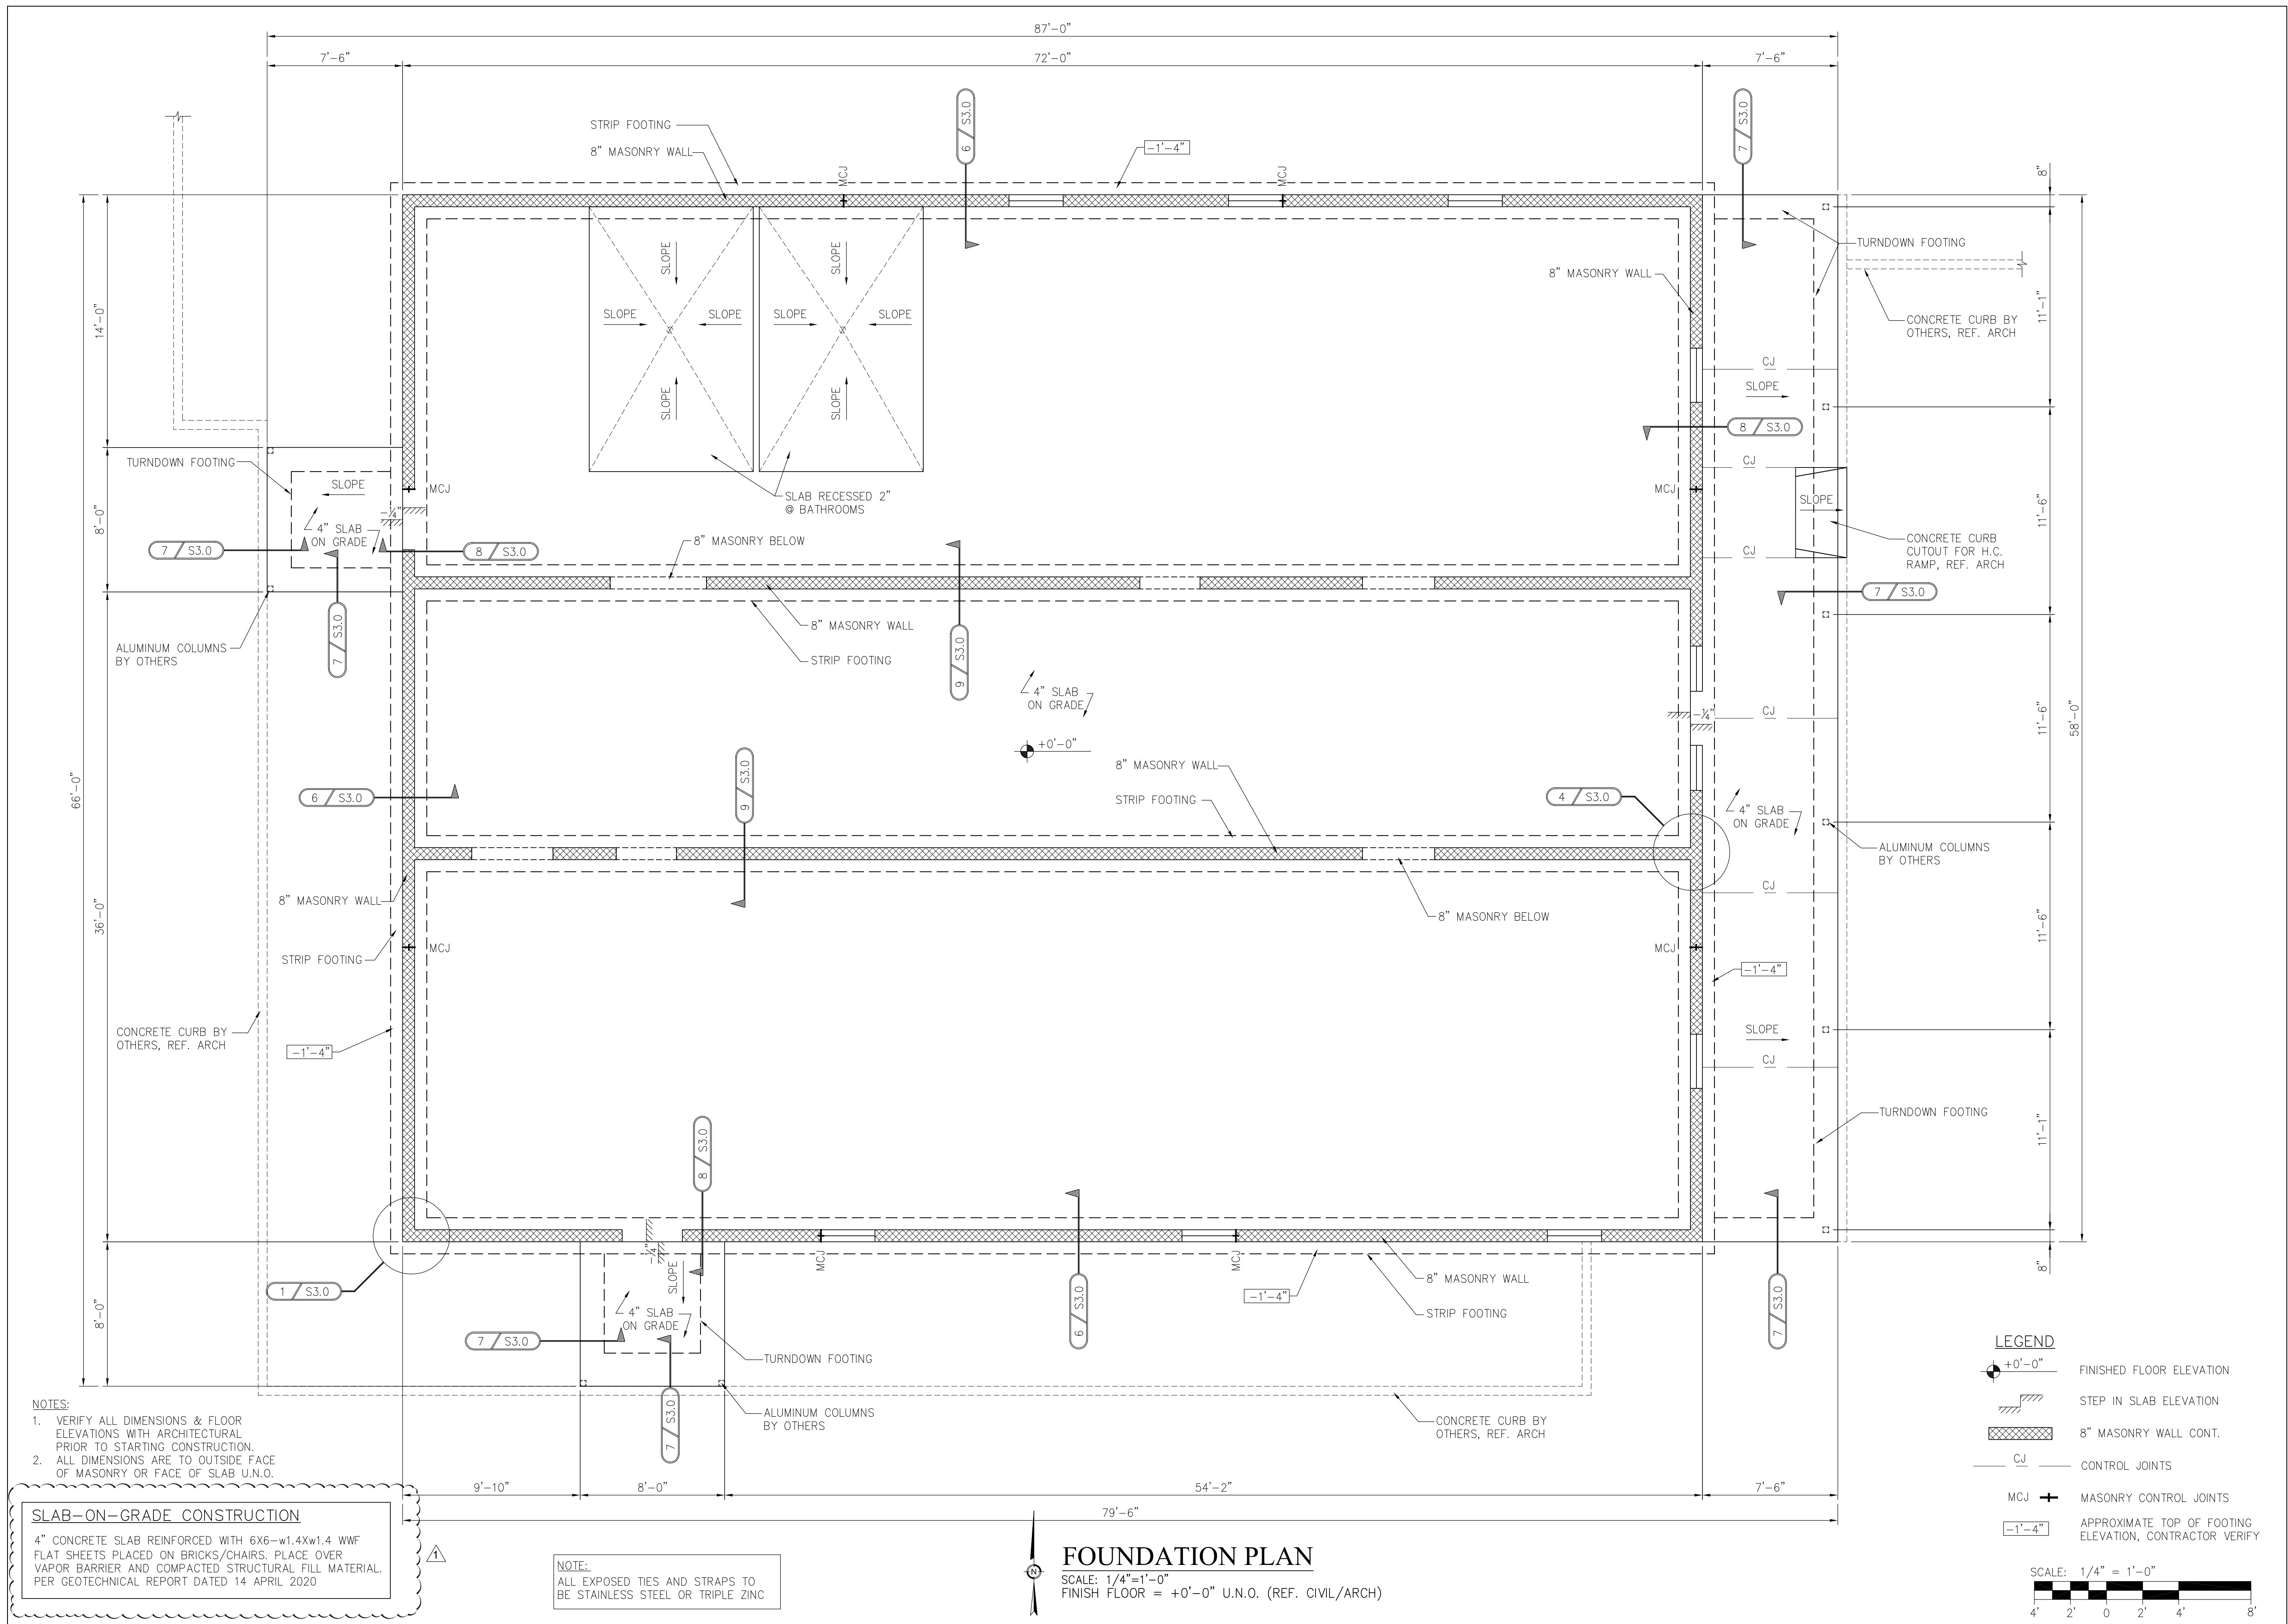 87'-0"
7'-6"
72'-0"
7'-6"
STRIP FOOTING
8" MASONRY WALL
MCJ
6 / S3.0
-1'-4"
MCJ
7 / S3.0
8"
TURNDOWN FOOTING
8" MASONRY WALL
CONCRETE CURB BY
OTHERS, REF. ARCH
11'-1"
14'-0"
SLOPE
SLOPE
SLOPE
SLOPE
SLOPE
SLOPE
SLOPE
SLOPE
CJ
SLOPE
8 / S3.0
CJ
TURNDOWN FOOTING
SLOPE
MCJ
SLAB RECESSED 2"
@ BATHROOMS
MCJ
SLOPE
11'-6"
8'-0"
-¼"
4" SLAB
ON GRADE
7 / S3.0
8 / S3.0
8" MASONRY BELOW
CJ
CONCRETE CURB
CUTOUT FOR H.C.
RAMP, REF. ARCH
7 / S3.0
7 / S3.0
8" MASONRY WALL
STRIP FOOTING
9 / S3.0
ALUMINUM COLUMNS
BY OTHERS
4" SLAB
ON GRADE
+0'-0"
-¼"
CJ
11'-6"
58'-0"
66'-0"
6 / S3.0
9 / S3.0
8" MASONRY WALL
STRIP FOOTING
4 / S3.0
4" SLAB
ON GRADE
ALUMINUM COLUMNS
BY OTHERS
CJ
8" MASONRY WALL
36'-0"
8" MASONRY BELOW
11'-6"
STRIP FOOTING
MCJ
MCJ
-1'-4"
CONCRETE CURB BY
OTHERS, REF. ARCH
-1'-4"
SLOPE
CJ
TURNDOWN FOOTING
11'-1"
8 / S3.0
-¼"
SLOPE
MCJ
MCJ
8"
1 / S3.0
8'-0"
4" SLAB
ON GRADE
7 / S3.0
-1'-4"
8" MASONRY WALL
STRIP FOOTING
6 / S3.0
7 / S3.0
TURNDOWN FOOTING
7 / S3.0
ALUMINUM COLUMNS
BY OTHERS
CONCRETE CURB BY
OTHERS, REF. ARCH
9'-10"
8'-0"
54'-2"
7'-6"
79'-6"
NOTES:
1. VERIFY ALL DIMENSIONS & FLOOR
ELEVATIONS WITH ARCHITECTURAL
PRIOR TO STARTING CONSTRUCTION.
2. ALL DIMENSIONS ARE TO OUTSIDE FACE
OF MASONRY OR FACE OF SLAB U.N.O.
SLAB-ON-GRADE CONSTRUCTION
4" CONCRETE SLAB REINFORCED WITH 6X6-w1.4Xw1.4 WWF
FLAT SHEETS PLACED ON BRICKS/CHAIRS. PLACE OVER
VAPOR BARRIER AND COMPACTED STRUCTURAL FILL MATERIAL.
PER GEOTECHNICAL REPORT DATED 14 APRIL 2020
1
NOTE:
ALL EXPOSED TIES AND STRAPS TO
BE STAINLESS STEEL OR TRIPLE ZINC
N
FOUNDATION PLAN
SCALE: 1/4"=1'-0"
FINISH FLOOR = +0'-0" U.N.O. (REF. CIVIL/ARCH)
LEGEND
+0'-0" FINISHED FLOOR ELEVATION
STEP IN SLAB ELEVATION
8" MASONRY WALL CONT.
CJ CONTROL JOINTS
MCJ MASONRY CONTROL JOINTS
-1'-4" APPROXIMATE TOP OF FOOTING
ELEVATION, CONTRACTOR VERIFY
SCALE: 1/4" = 1'-0"
4' 2' 0 2' 4' 8'